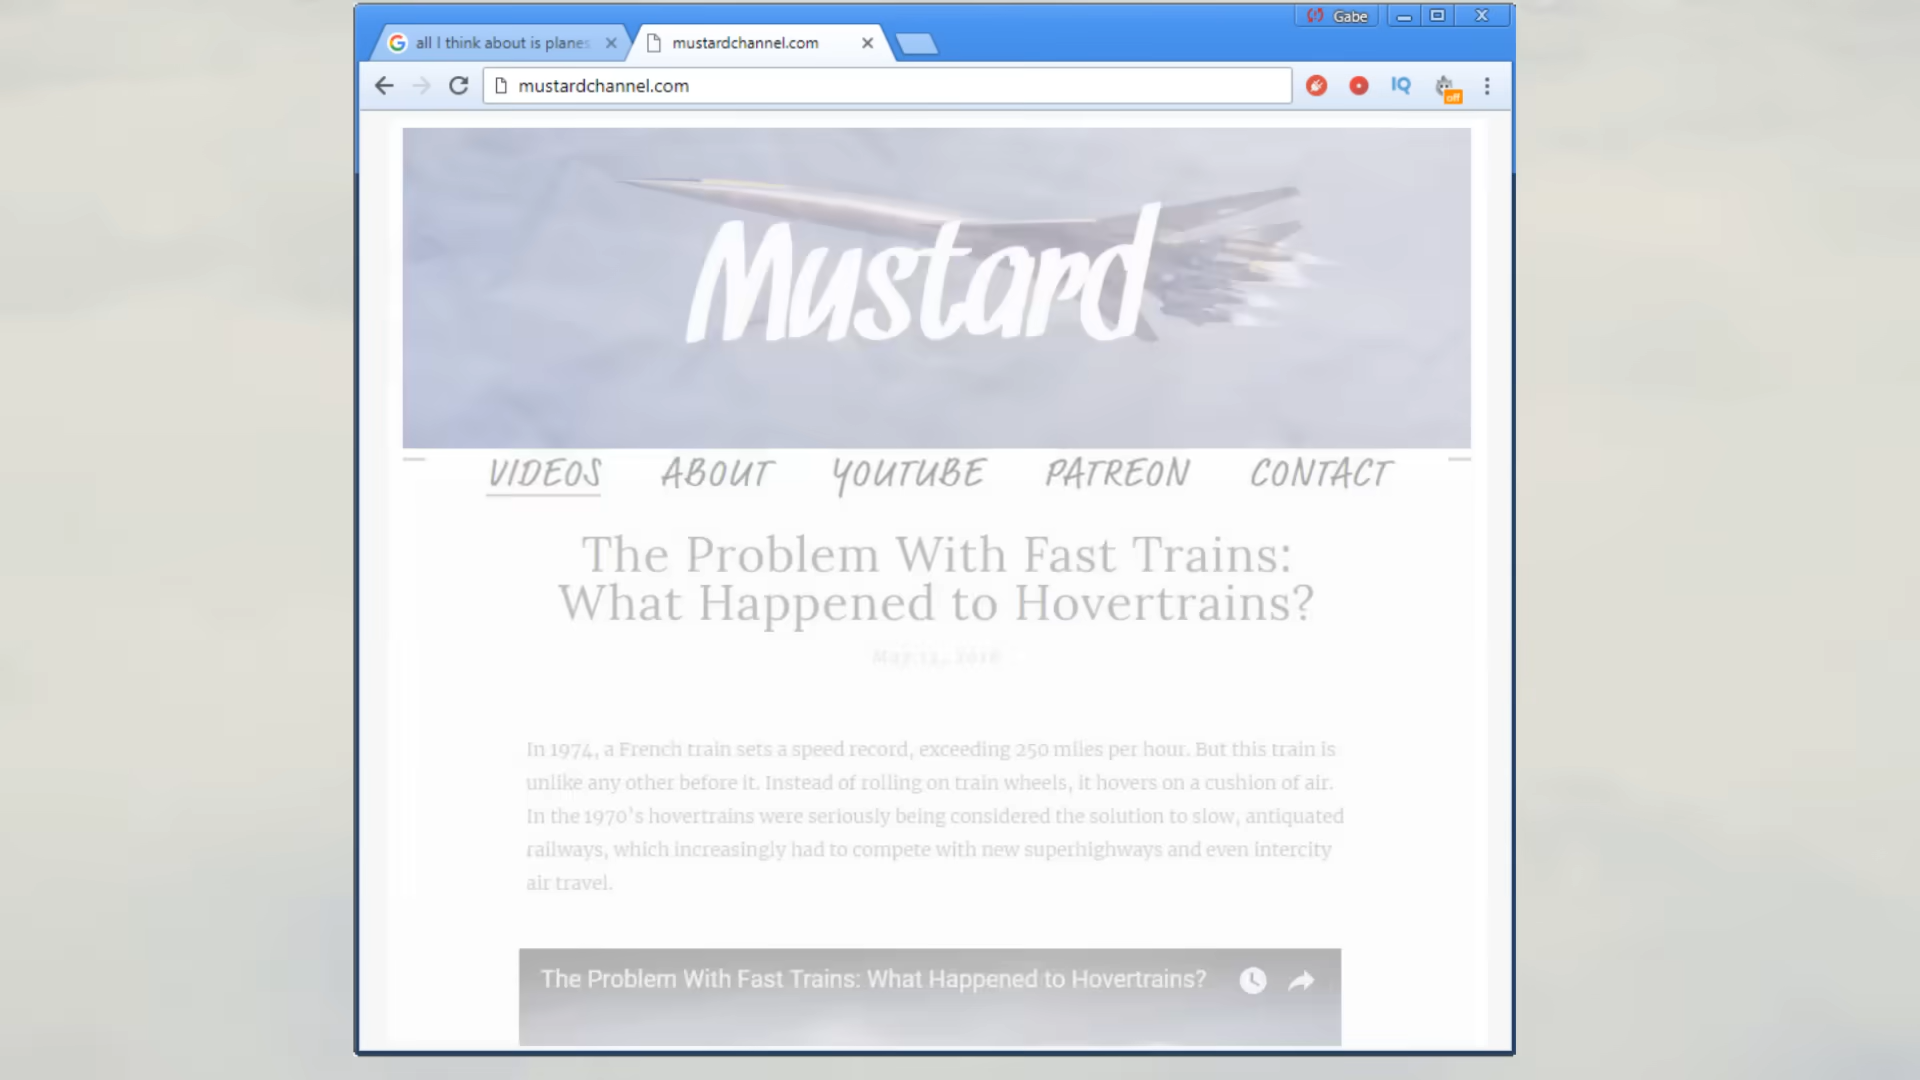 Gabe
all I think about is planes
mustardchannel.com
mustardchannel.com
IQ
off
Mustard
VIDEOS ABOUT YOUTUBE PATREON CONTACT
The Problem With Fast Trains:
What Happened to Hovertrains?
In 1974, a French train sets a speed record, exceeding 250 miles per hour. But this train is
unlike any other before it. Instead of rolling on train wheels, it hovers on a cushion of air.
In the 1970's hovertrains were seriously being considered the solution to slow, antiquated
railways, which increasingly had to compete with new superhighways and even intercity
air travel.
The Problem With Fast Trains: What Happened to Hovertrains?